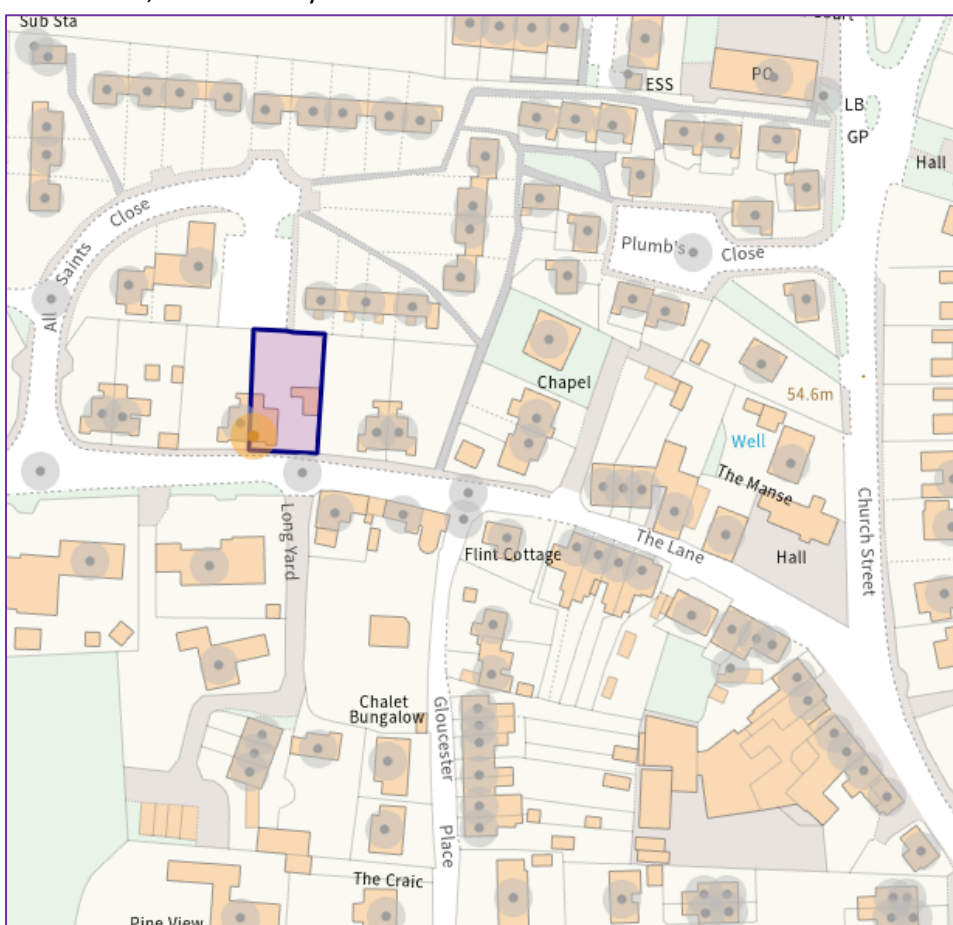 Sub Sta
Court
ESS
PO
LB
GP
Hall
All Saints Close
Plumb's Close
Chapel
54.6m
Well
The Manse
Long Yard
Flint Cottage
The Lane
Hall
Church Street
Chalet
Bungalow
Gloucester Place
The Craic
Pine View